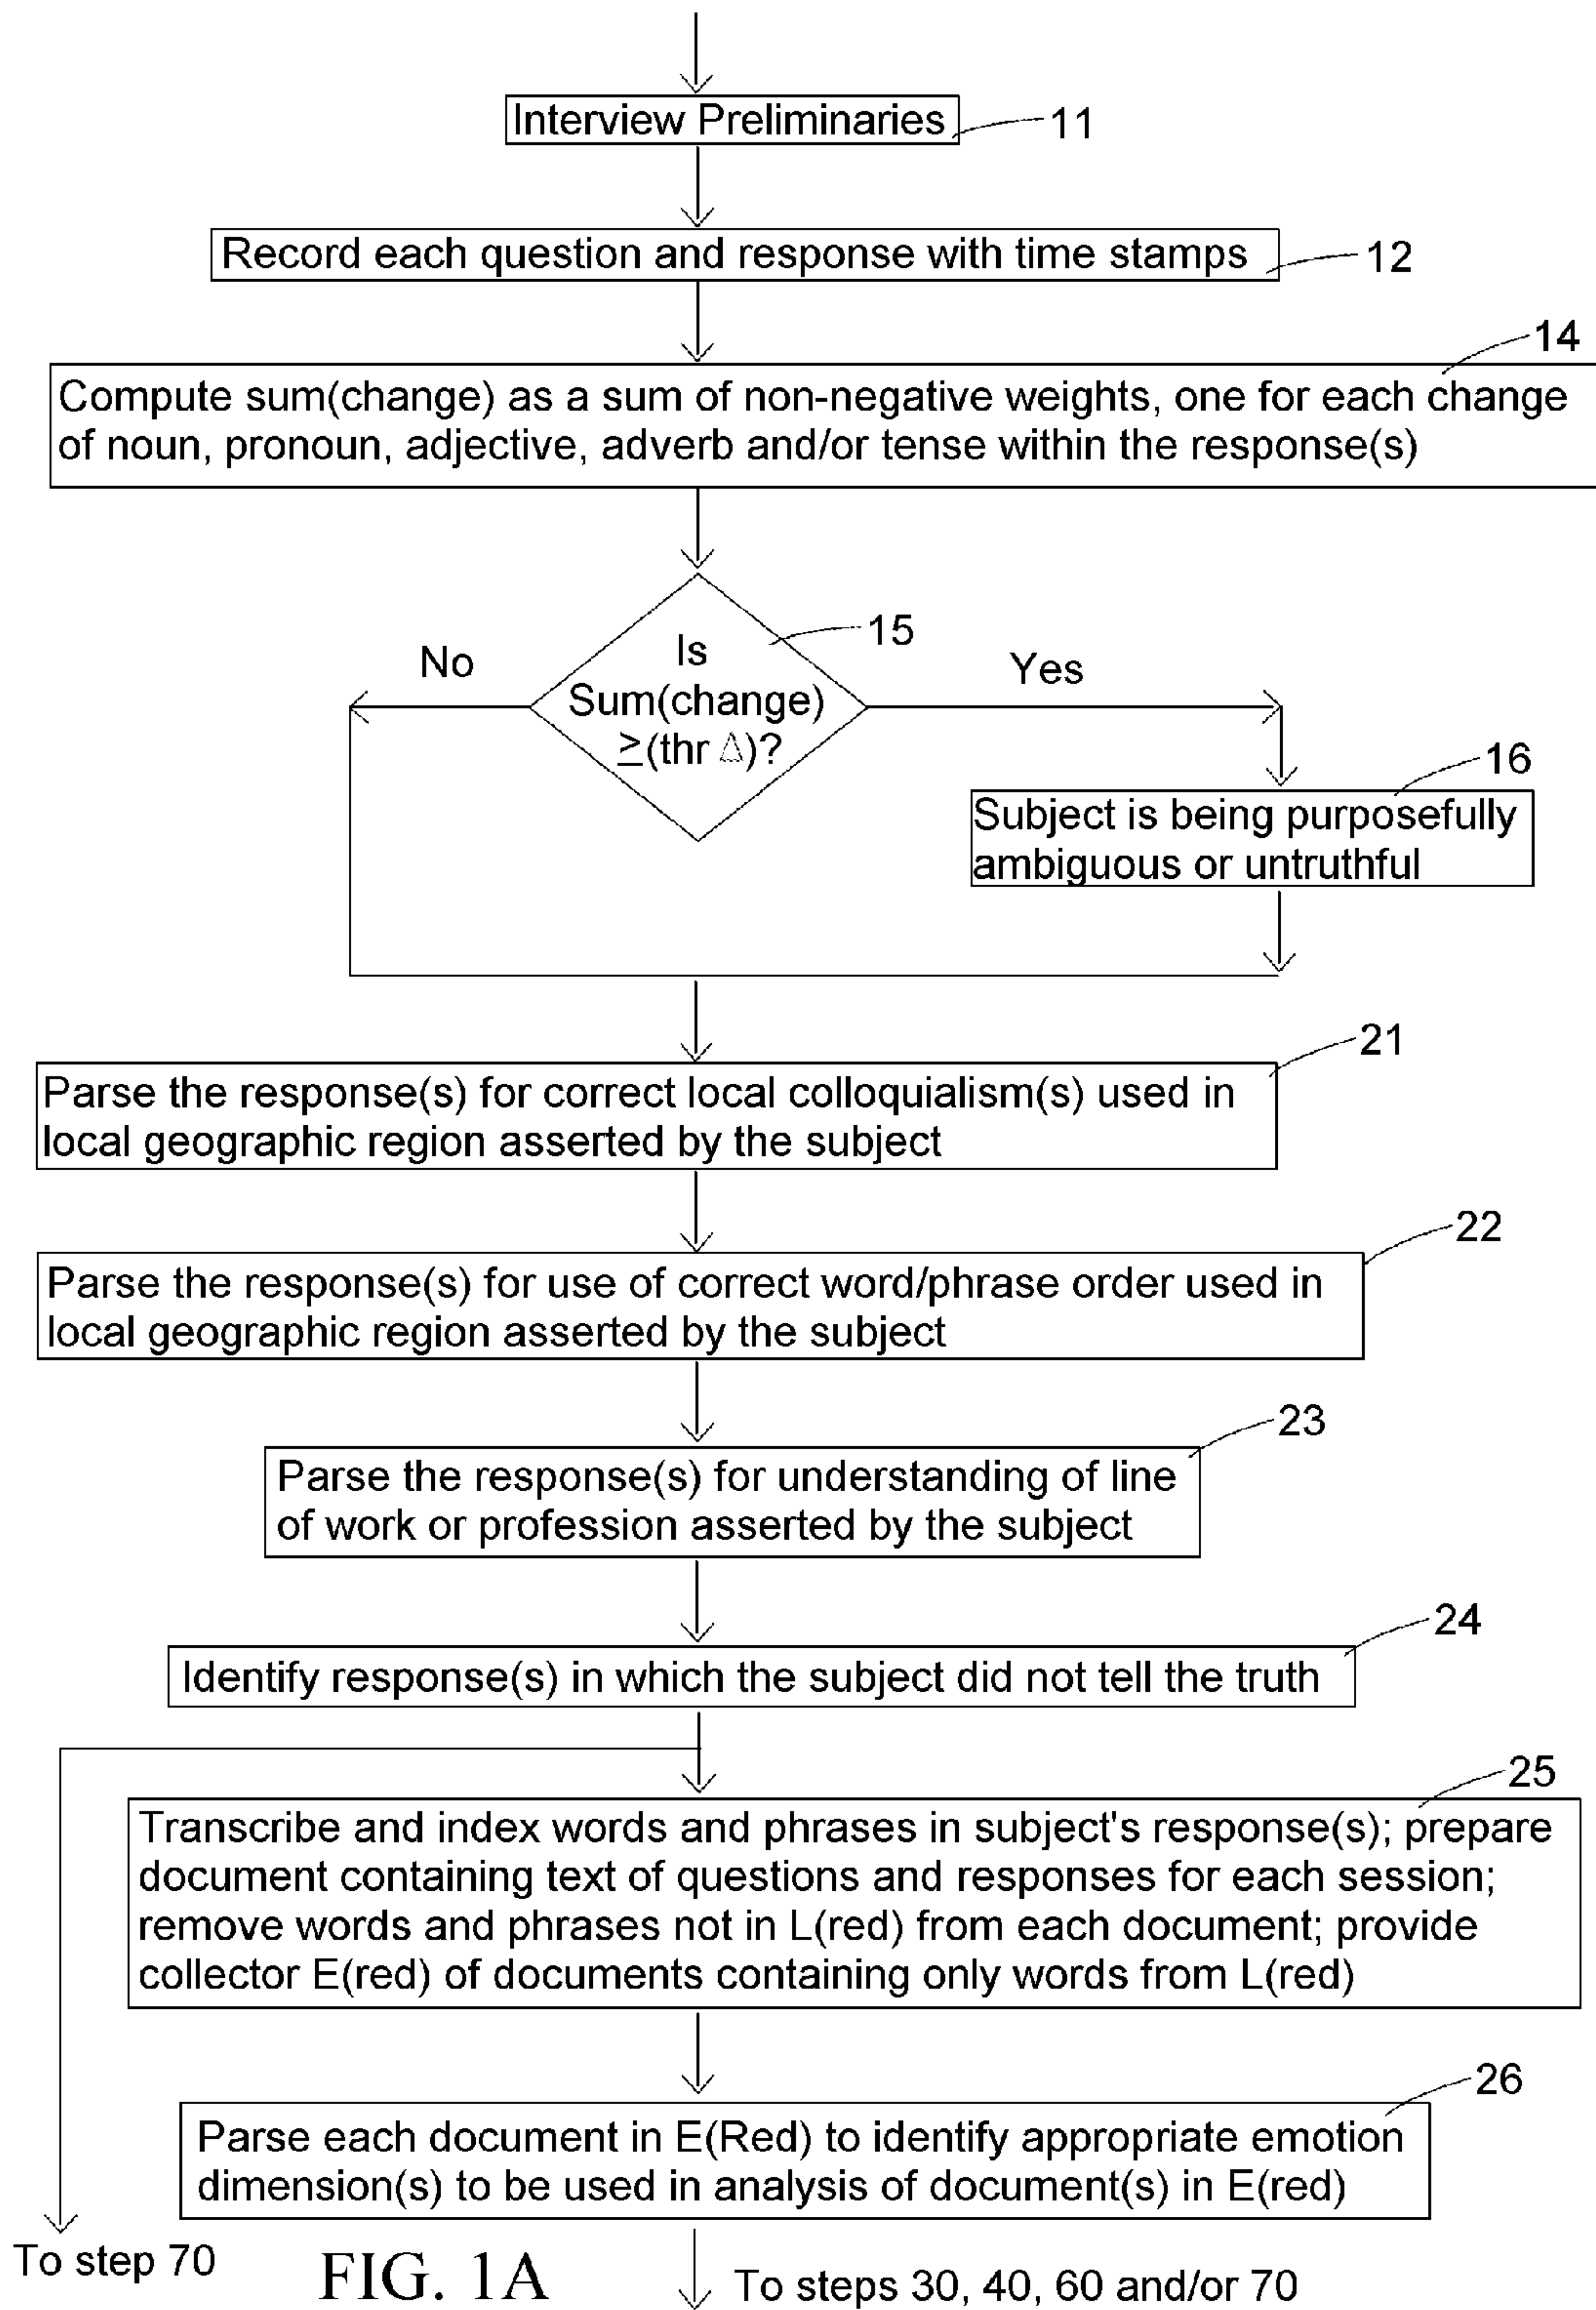 Interview Preliminaries
11
Record each question and response with time stamps
12
14
Compute sum(change) as a sum of non-negative weights, one for each change
of noun, pronoun, adjective, adverb and/or tense within the response(s)
15
Is
Sum(change)
≥(thr Δ)?
No
Yes
16
Subject is being purposefully
ambiguous or untruthful
21
Parse the response(s) for correct local colloquialism(s) used in
local geographic region asserted by the subject
22
Parse the response(s) for use of correct word/phrase order used in
local geographic region asserted by the subject
23
Parse the response(s) for understanding of line
of work or profession asserted by the subject
24
Identify response(s) in which the subject did not tell the truth
25
Transcribe and index words and phrases in subject's response(s); prepare
document containing text of questions and responses for each session;
remove words and phrases not in L(red) from each document; provide
collector E(red) of documents containing only words from L(red)
26
Parse each document in E(Red) to identify appropriate emotion
dimension(s) to be used in analysis of document(s) in E(red)
To step 70
FIG. 1A
To steps 30, 40, 60 and/or 70